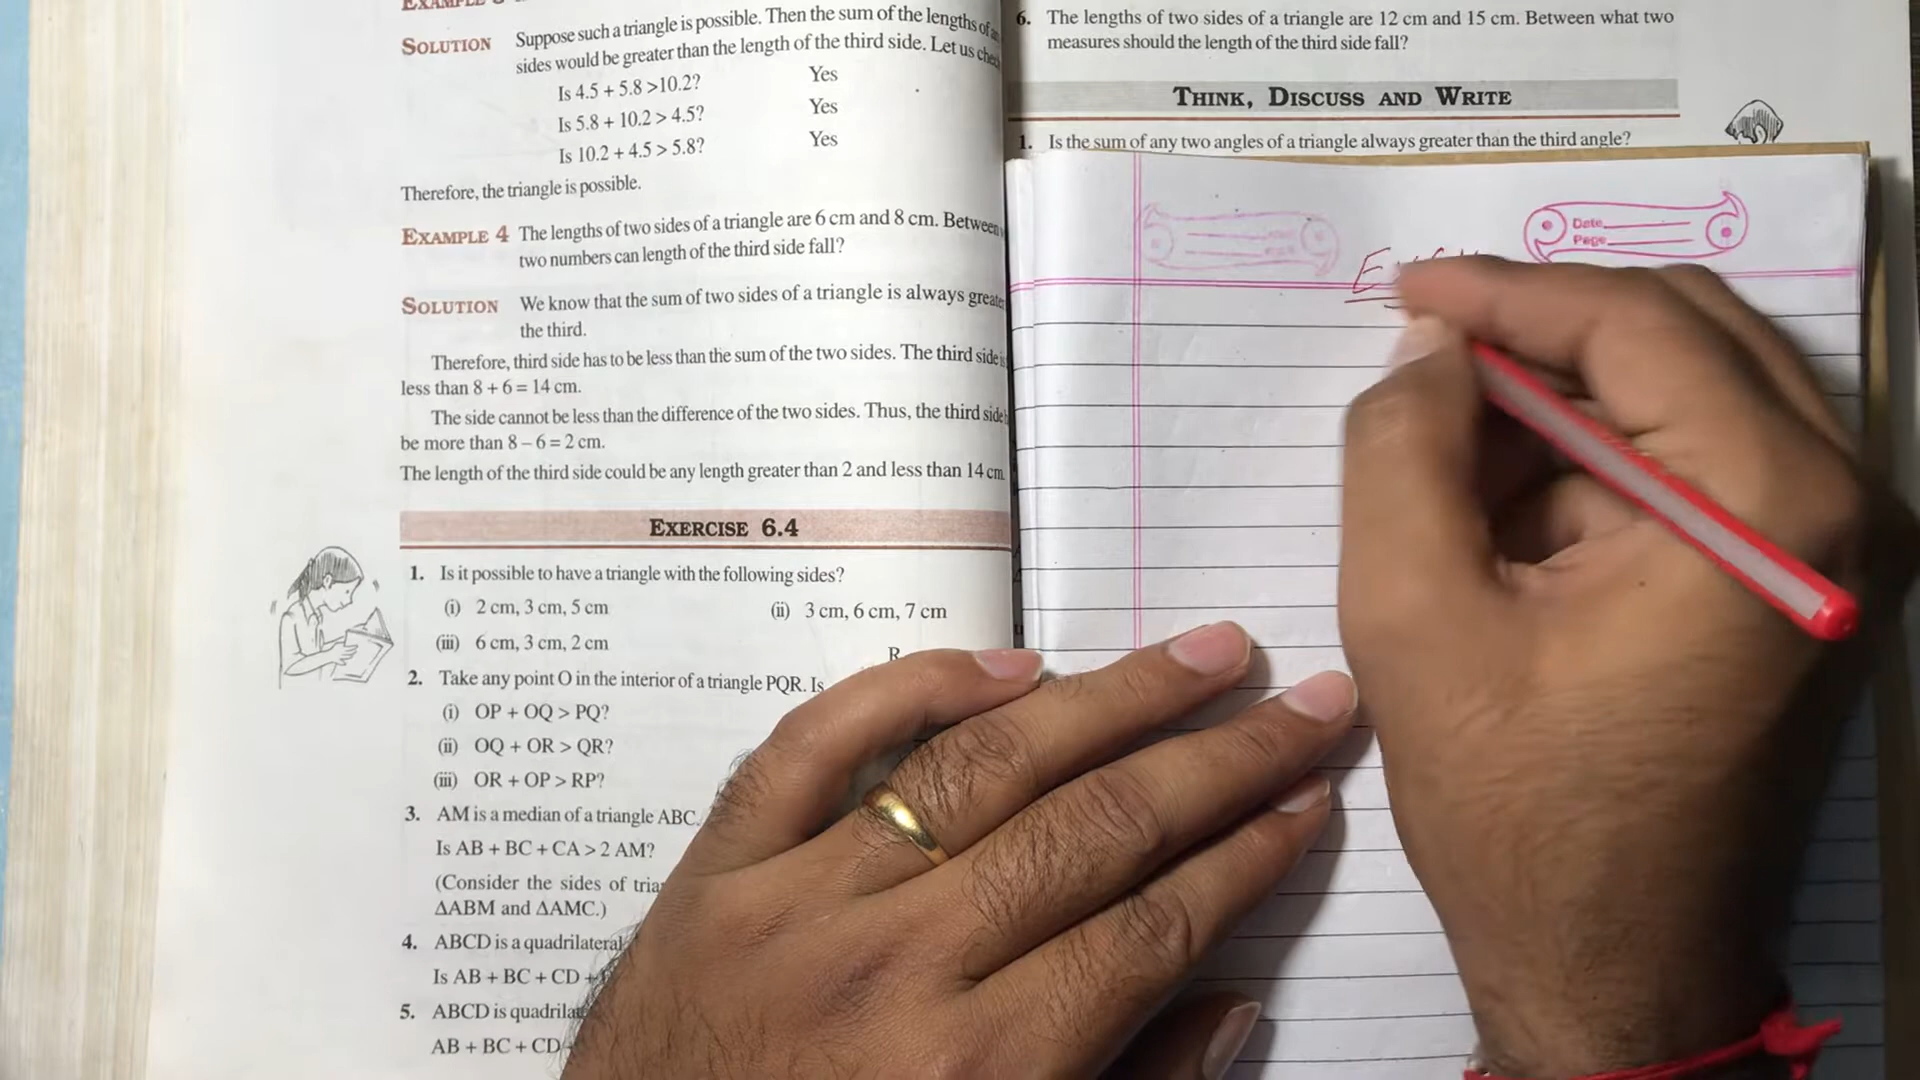 SOLUTION Suppose such a triangle is possible. Then the sum of the lengths of
sides would be greater than the length of the third side. Let us
Is 4.5 + 5.8 >10.2? Yes
Is 5.8 + 10.2 > 4.5? Yes
Is 10.2 + 4.5 > 5.8? Yes
Therefore, the triangle is possible.
EXAMPLE 4 The lengths of two sides of a triangle are 6 cm and 8 cm. Between
two numbers can length of the third side fall?
SOLUTION We know that the sum of two sides of a triangle is always
the third.
Therefore, third side has to be less than the sum of the two sides. The third side
less than 8 + 6 = 14 cm.
The side cannot be less than the difference of the two sides. Thus, the third side
be more than 8 – 6 = 2 cm.
The length of the third side could be any length greater than 2 and less than 14 cm
EXERCISE 6.4
1. Is it possible to have a triangle with the following sides?
(i) 2 cm, 3 cm, 5 cm (ii) 3 cm, 6 cm, 7 cm
(iii) 6 cm, 3 cm, 2 cm
R
2. Take any point O in the interior of a triangle PQR. Is
(i) OP + OQ > PQ?
(ii) OQ + OR > QR?
(iii) OR + OP > RP?
3. AM is a median of a triangle ABC.
Is AB + BC + CA > 2 AM?
(Consider the sides of
ΔABM and ΔAMC.)
4. ABCD is a quadrilateral
Is AB + BC + CD +
5. ABCD is
AB + BC + CD
6. The lengths of two sides of a triangle are 12 cm and 15 cm. Between what two
measures should the length of the third side fall?
THINK, DISCUSS AND WRITE
1. Is the sum of any two angles of a triangle always greater than the third angle?
Date
Page